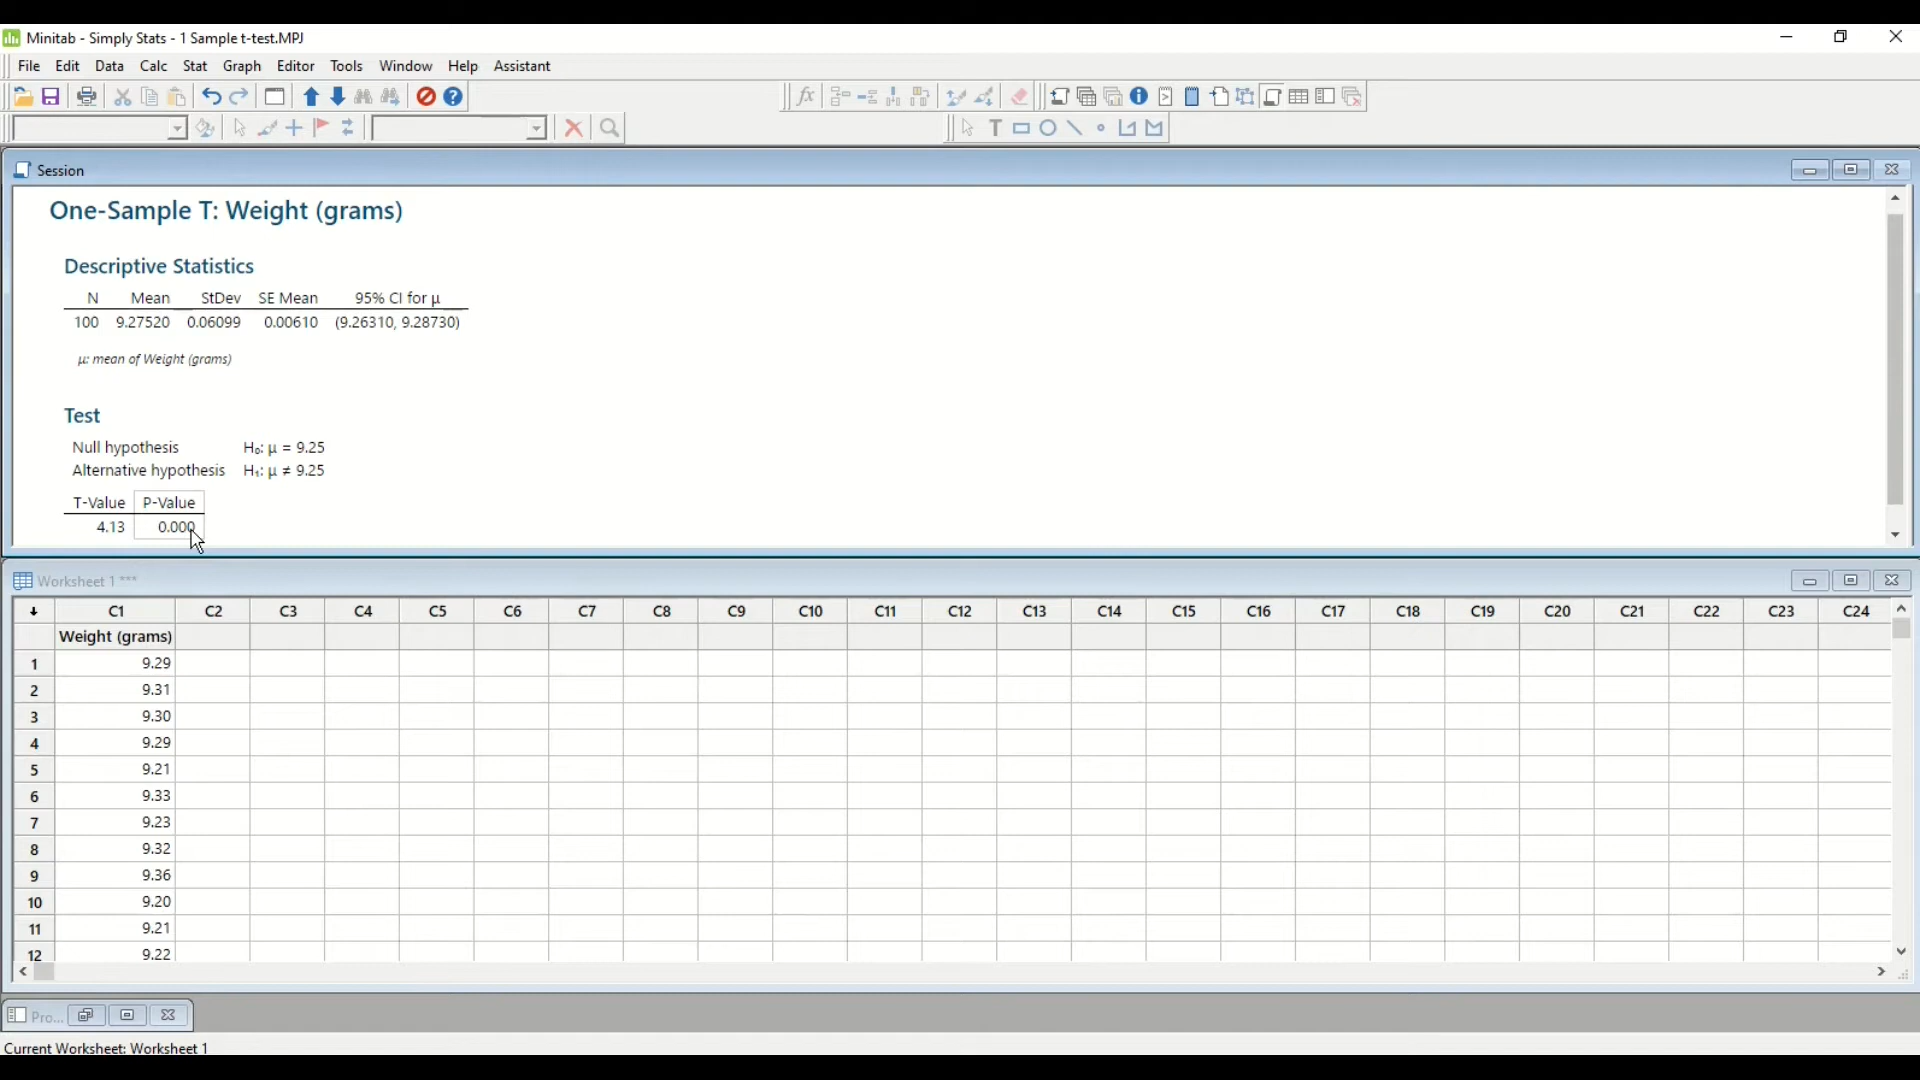 Minitab - Simply Stats - 1 Sample t-test.MPJ
File Edit Data Calc Stat Graph Editor Tools Window Help Assistant
Session
One-Sample T: Weight (grams)
Descriptive Statistics
N Mean StDev SE Mean 95% CI for μ
100 9.27520 0.06099 0.00610 (9.26310, 9.28730)
μ: mean of Weight (grams)
Test
Null hypothesis H₀: μ = 9.25
Alternative hypothesis H₁: μ ≠ 9.25
T-Value P-Value
4.13 0.000
Worksheet 1 ***
C1 C2 C3 C4 C5 C6 C7 C8 C9 C10 C11 C12 C13 C14 C15 C16 C17 C18 C19 C20 C21 C22 C23 C24
Weight (grams)
1 9.29
2 9.31
3 9.30
4 9.29
5 9.21
6 9.33
7 9.23
8 9.32
9 9.36
10 9.20
11 9.21
12 9.22
Pro...
Current Worksheet: Worksheet 1